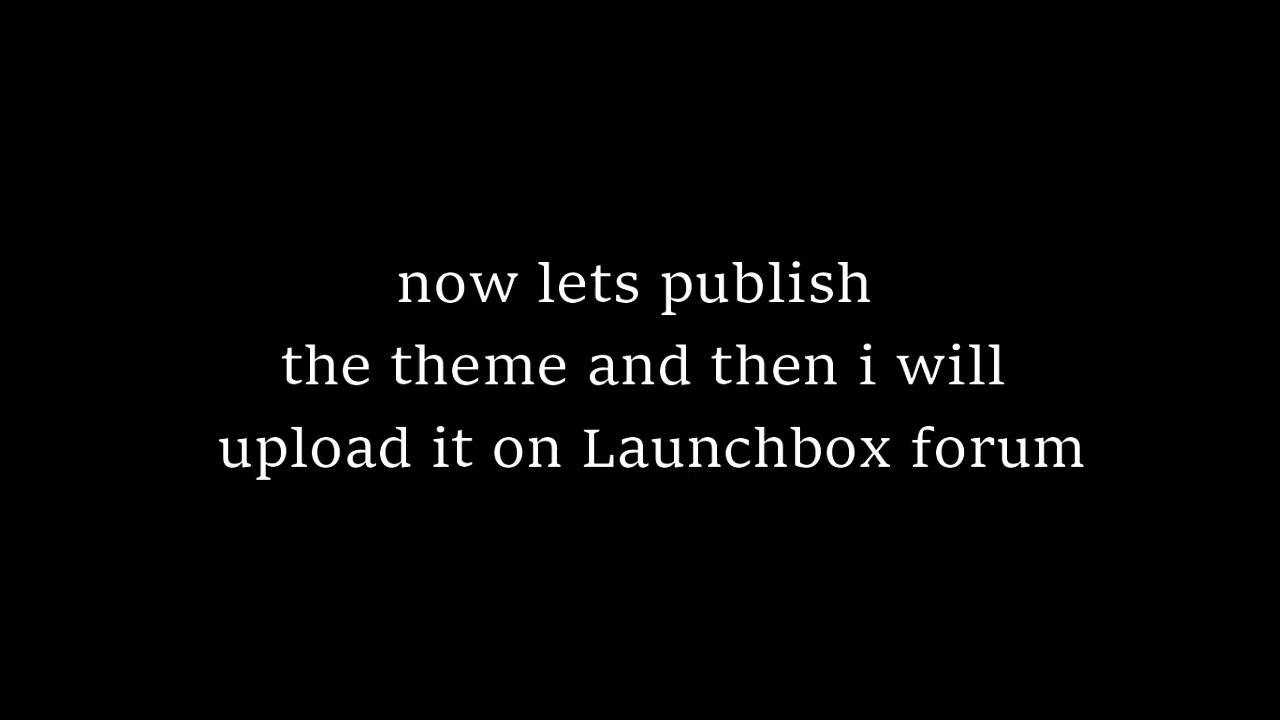 now lets publish
the theme and then i will
upload it on Launchbox forum